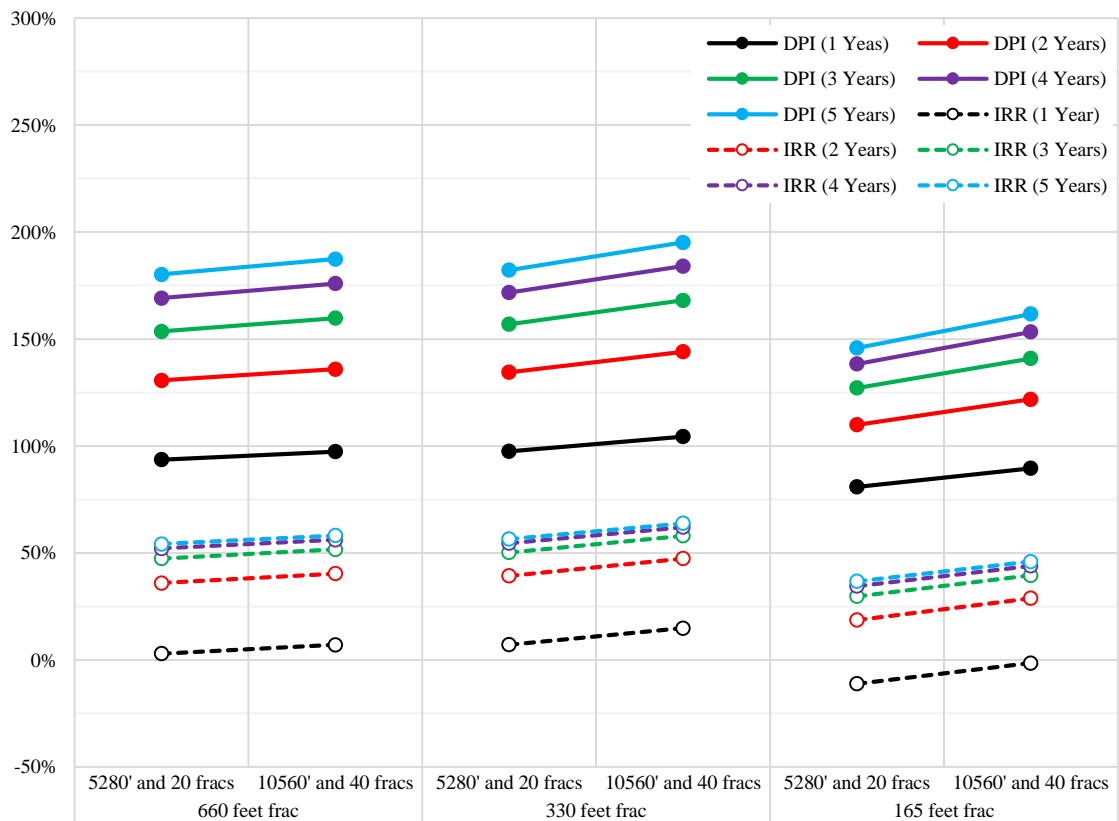 300%
250%
200%
150%
100%
50%
0%
-50%
DPI (1 Yeas) DPI (2 Years)
DPI (3 Years) DPI (4 Years)
DPI (5 Years) IRR (1 Year)
IRR (2 Years) IRR (3 Years)
IRR (4 Years) IRR (5 Years)
5280' and 20 fracs 10560' and 40 fracs 5280' and 20 fracs 10560' and 40 fracs 5280' and 20 fracs 10560' and 40 fracs
660 feet frac 330 feet frac 165 feet frac